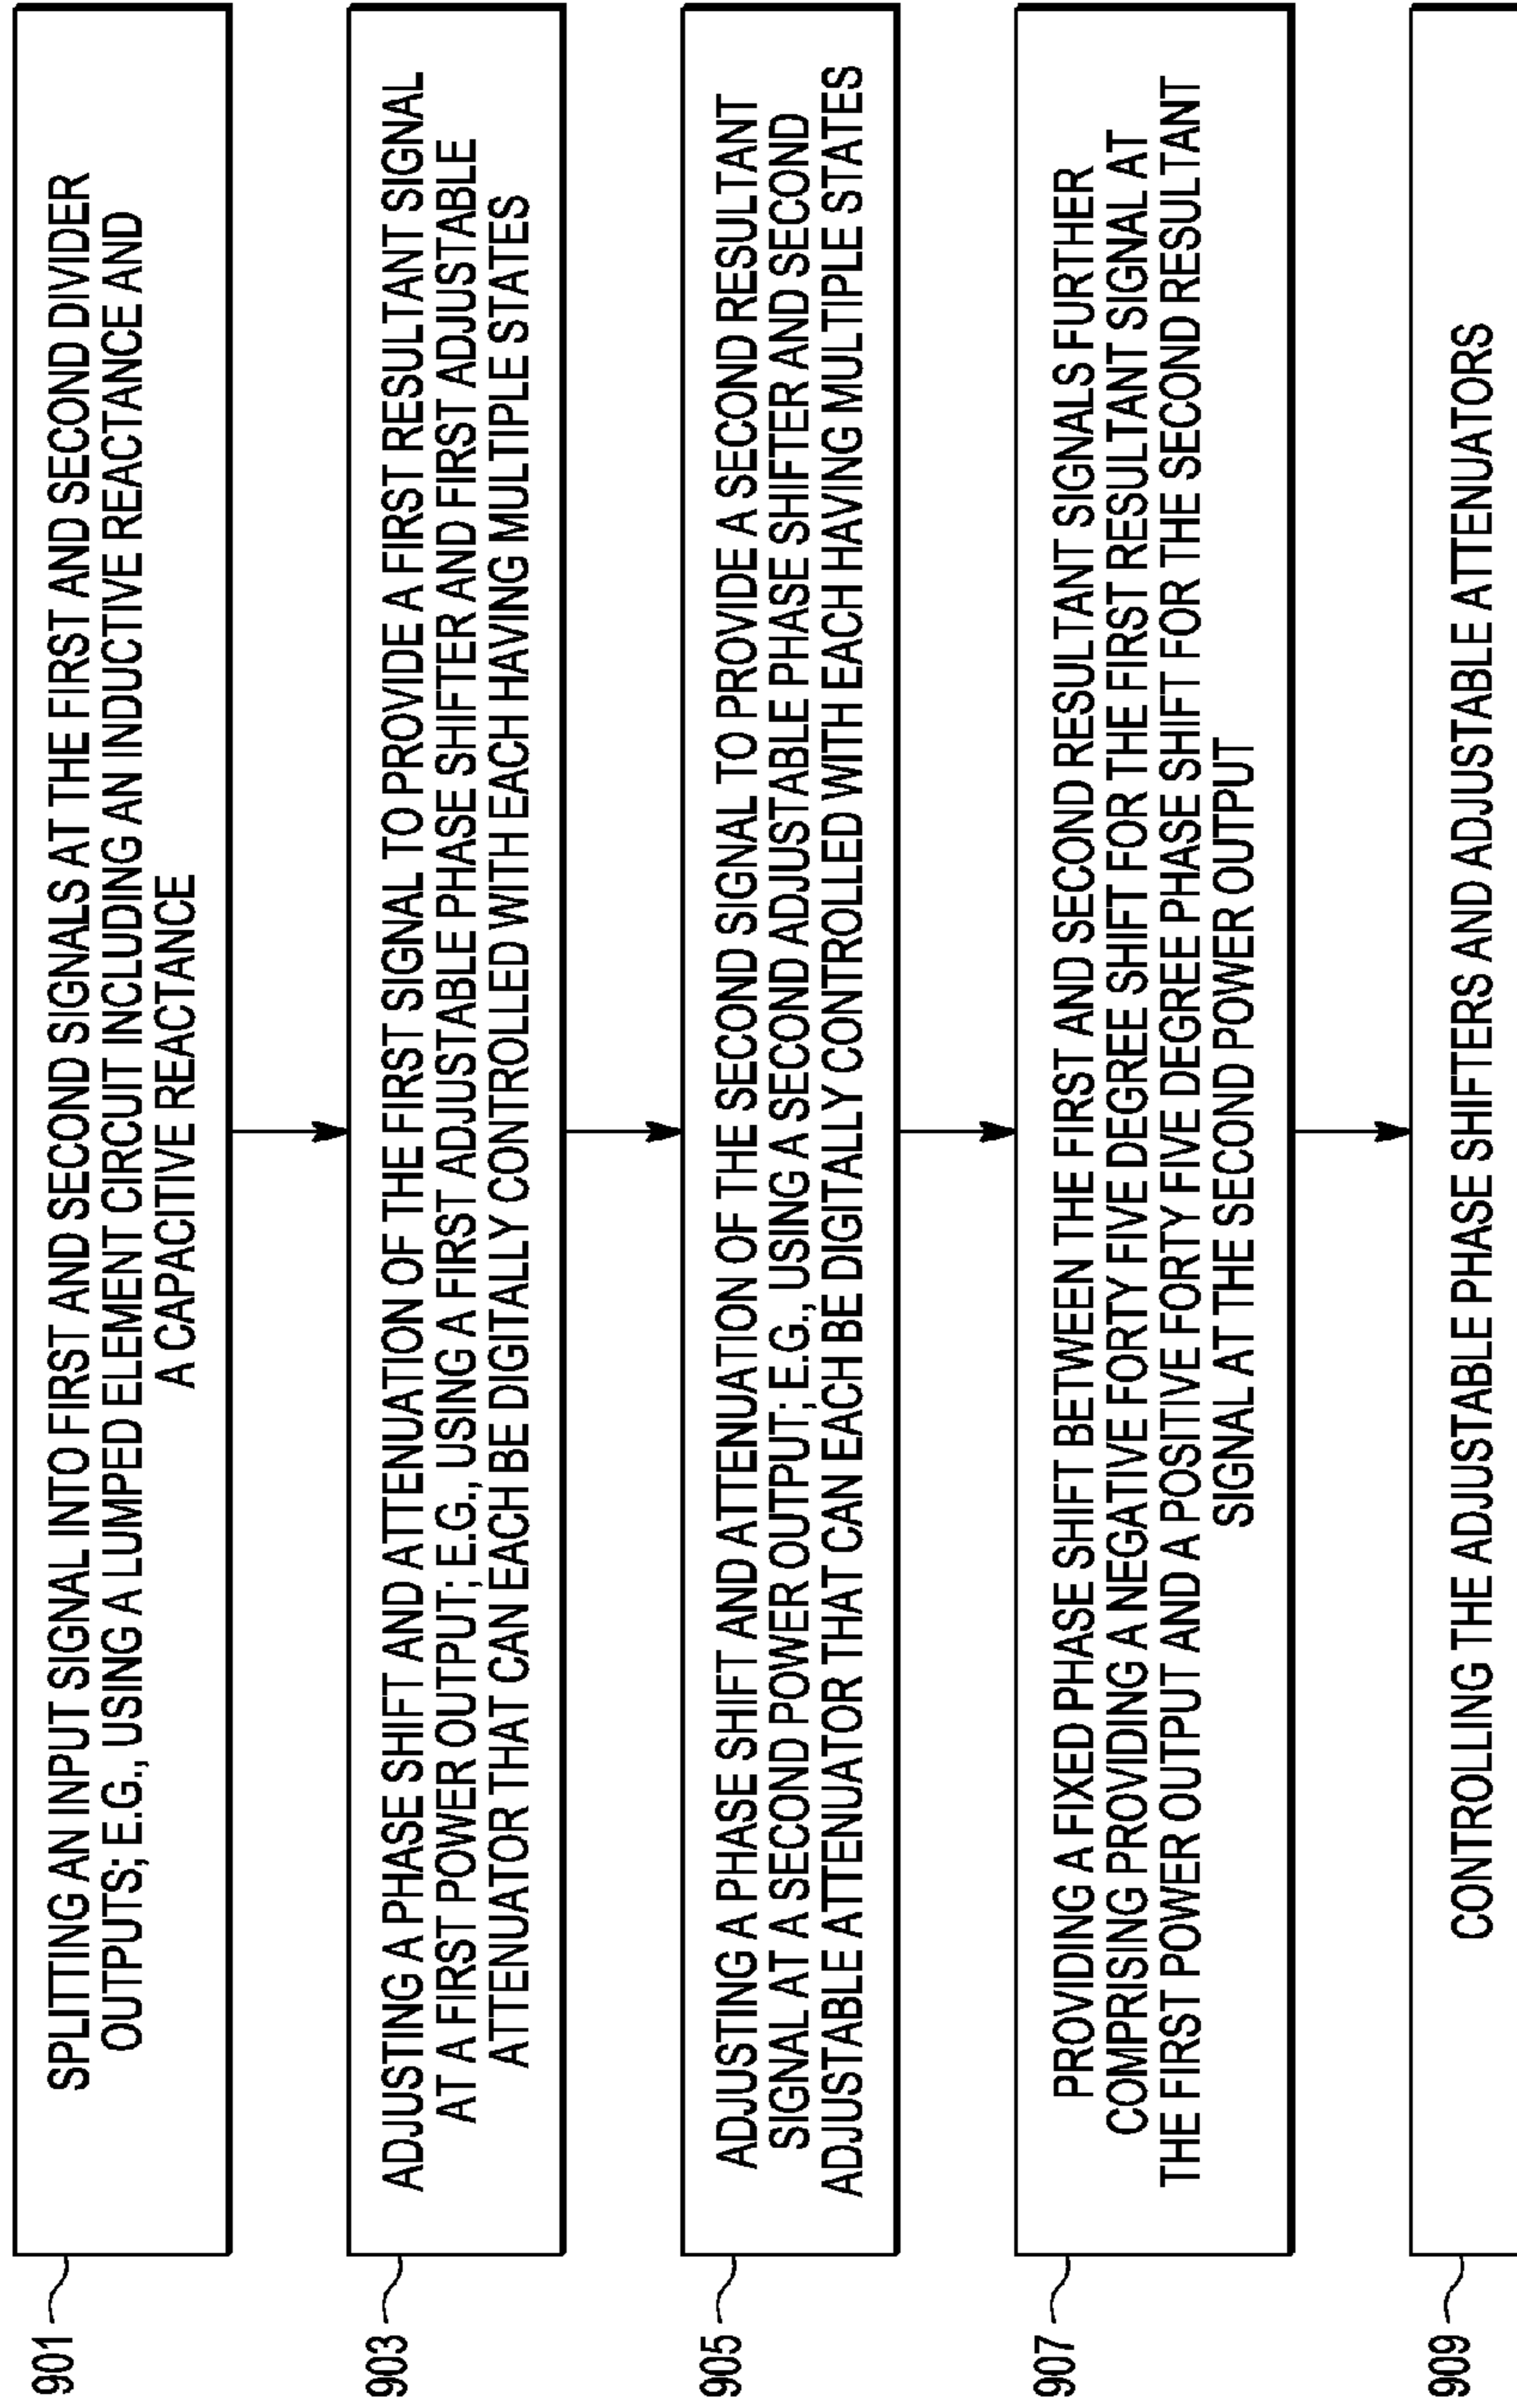 901
SPLITTING AN INPUT SIGNAL INTO FIRST AND SECOND SIGNALS AT THE FIRST AND SECOND DIVIDER
OUTPUTS; E.G., USING A LUMPED ELEMENT CIRCUIT INCLUDING AN INDUCTIVE REACTANCE AND
A CAPACITIVE REACTANCE
903
ADJUSTING A PHASE SHIFT AND ATTENUATION OF THE FIRST SIGNAL TO PROVIDE A FIRST RESULTANT SIGNAL
AT A FIRST POWER OUTPUT; E.G., USING A FIRST ADJUSTABLE PHASE SHIFTER AND FIRST ADJUSTABLE
ATTENUATOR THAT CAN EACH BE DIGITALLY CONTROLLED WITH EACH HAVING MULTIPLE STATES
905
ADJUSTING A PHASE SHIFT AND ATTENUATION OF THE SECOND SIGNAL TO PROVIDE A SECOND RESULTANT
SIGNAL AT A SECOND POWER OUTPUT; E.G., USING A SECOND ADJUSTABLE PHASE SHIFTER AND SECOND
ADJUSTABLE ATTENUATOR THAT CAN EACH BE DIGITALLY CONTROLLED WITH EACH HAVING MULTIPLE STATES
907
PROVIDING A FIXED PHASE SHIFT BETWEEN THE FIRST AND SECOND RESULTANT SIGNALS FURTHER
COMPRISING PROVIDING A NEGATIVE FORTY FIVE DEGREE SHIFT FOR THE FIRST RESULTANT SIGNAL AT
THE FIRST POWER OUTPUT AND A POSITIVE FORTY FIVE DEGREE PHASE SHIFT FOR THE SECOND RESULTANT
SIGNAL AT THE SECOND POWER OUTPUT
909
CONTROLLING THE ADJUSTABLE PHASE SHIFTERS AND ADJUSTABLE ATTENUATORS